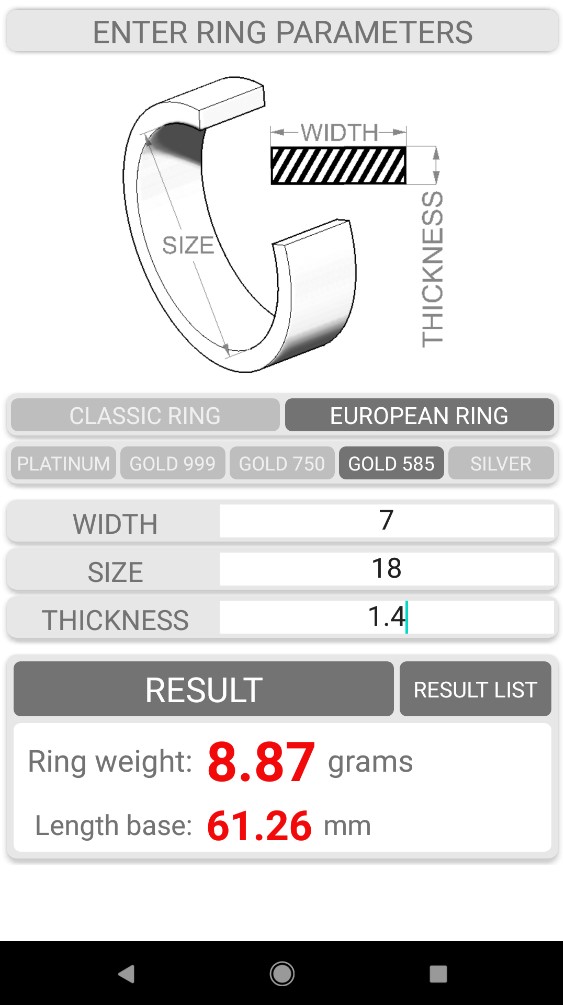 ENTER RING PARAMETERS
WIDTH
SIZE
THICKNESS
CLASSIC RING EUROPEAN RING
PLATINUM GOLD 999 GOLD 750 GOLD 585 SILVER
WIDTH 7
SIZE 18
THICKNESS 1.4
RESULT RESULT LIST
Ring weight: 8.87 grams
Length base: 61.26 mm